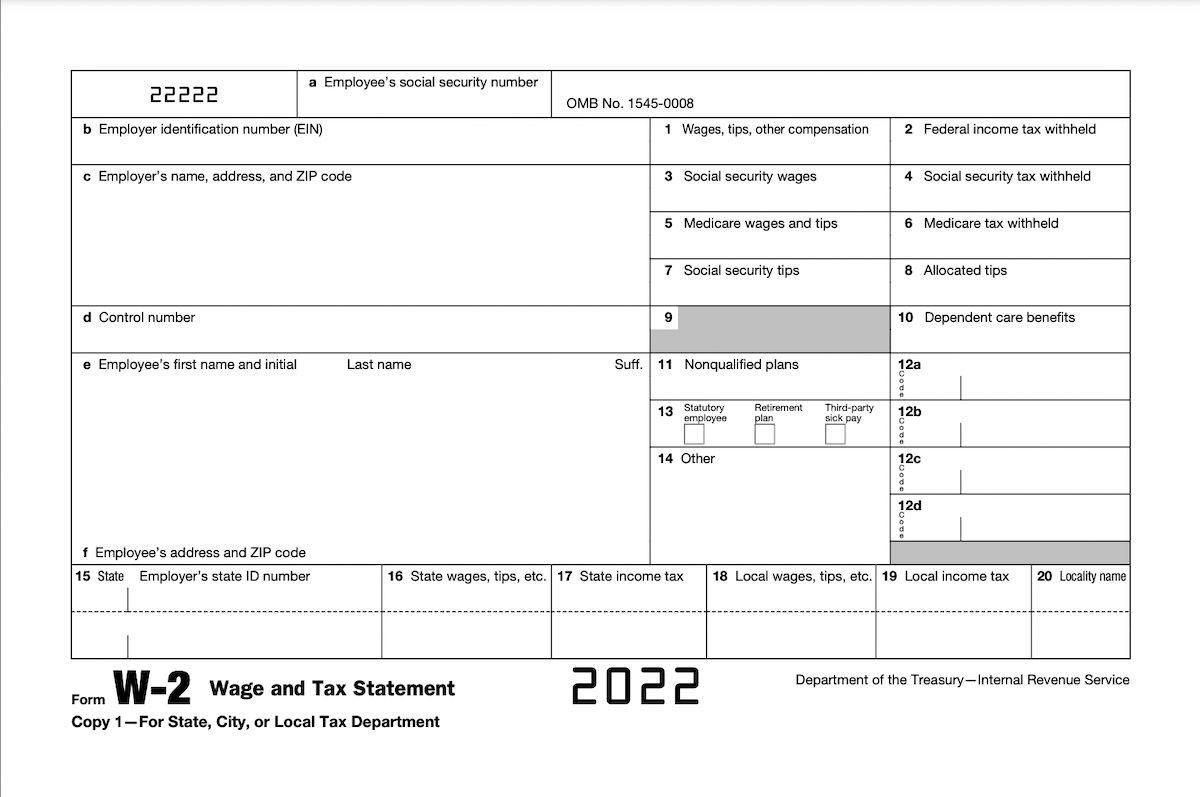 22222
a Employee's social security number
OMB No. 1545-0008
b Employer identification number (EIN)
1 Wages, tips, other compensation
2 Federal income tax withheld
c Employer's name, address, and ZIP code
3 Social security wages
4 Social security tax withheld
5 Medicare wages and tips
6 Medicare tax withheld
7 Social security tips
8 Allocated tips
d Control number
9
10 Dependent care benefits
e Employee's first name and initial
Last name
Suff.
11 Nonqualified plans
12a
Code
13
Statutory
employee
Retirement
plan
Third-party
sick pay
12b
Code
14 Other
12c
Code
12d
Code
f Employee's address and ZIP code
15 State
Employer's state ID number
16 State wages, tips, etc.
17 State income tax
18 Local wages, tips, etc.
19 Local income tax
20 Locality name
Form W-2 Wage and Tax Statement
2022
Department of the Treasury—Internal Revenue Service
Copy 1—For State, City, or Local Tax Department